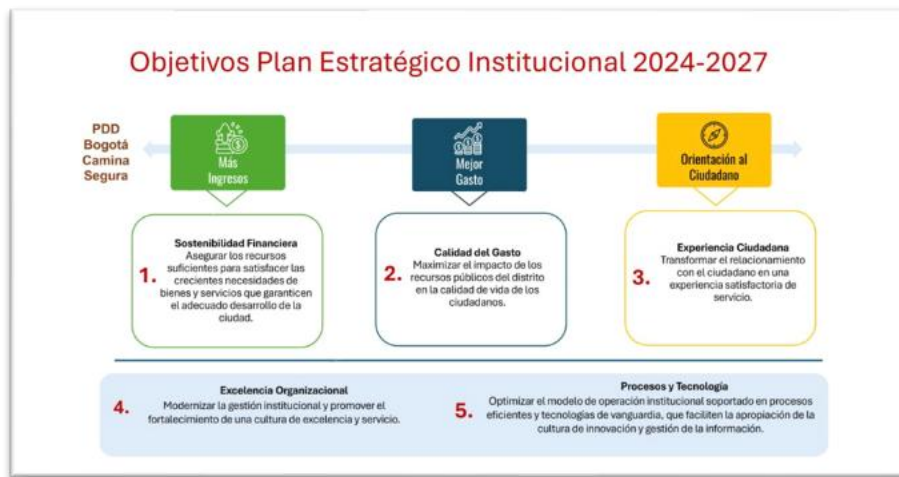 Objetivos Plan Estratégico Institucional 2024-2027
PDD
Bogotá
Camina
Segura
Más
Ingresos
Mejor
Gasto
Orientación al
Ciudadano
1.
Sostenibilidad Financiera
Asegurar los recursos
suficientes para satisfacer las
crecientes necesidades de
bienes y servicios que garanticen
el adecuado desarrollo de la
ciudad.
2.
Calidad del Gasto
Maximizar el impacto de los
recursos públicos del distrito
en la calidad de vida de los
ciudadanos.
3.
Experiencia Ciudadana
Transformar el relacionamiento
con el ciudadano en una
experiencia satisfactoria de
servicio.
4.
Excelencia Organizacional
Modernizar la gestión institucional y promover el
fortalecimiento de una cultura de excelencia y servicio.
5.
Procesos y Tecnología
Optimizar el modelo de operación institucional soportado en procesos
eficientes y tecnologías de vanguardia, que faciliten la apropiación de la
cultura de innovación y gestión de la información.